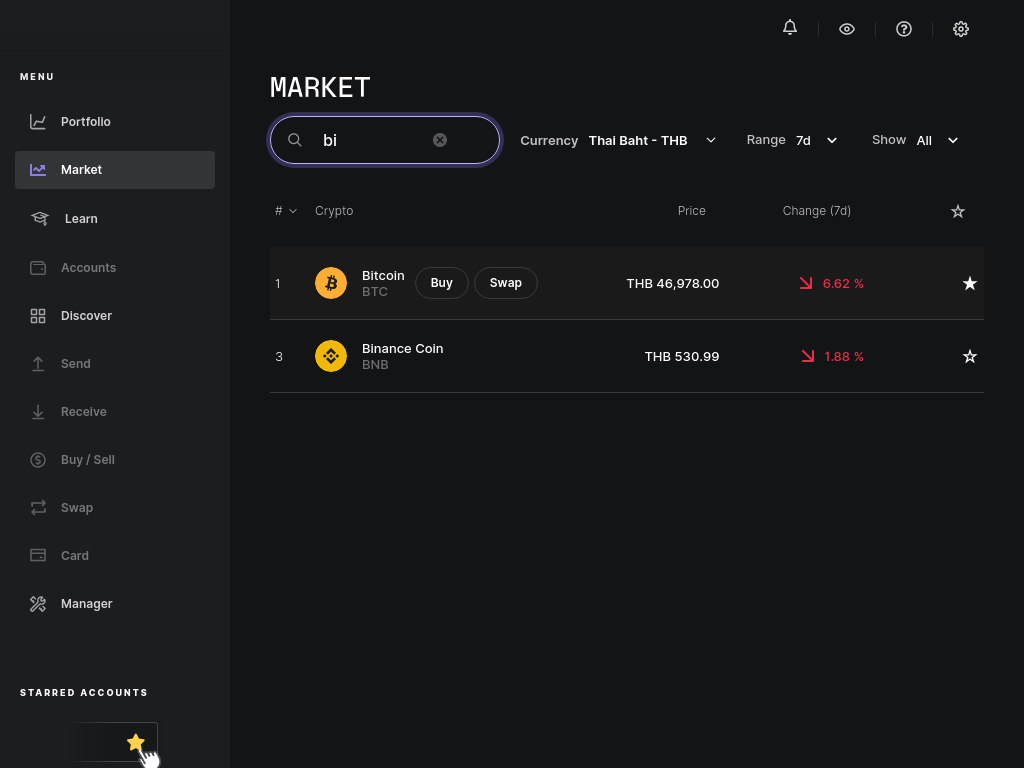 MENU
Portfolio
Market
Learn
Accounts
Discover
Send
Receive
Buy / Sell
Swap
Card
Manager
STARRED ACCOUNTS
MARKET
bi
Currency Thai Baht - THB
Range 7d
Show All
# Crypto Price Change (7d)
1 Bitcoin BTC Buy Swap THB 46,978.00 6.62 %
3 Binance Coin BNB THB 530.99 1.88 %